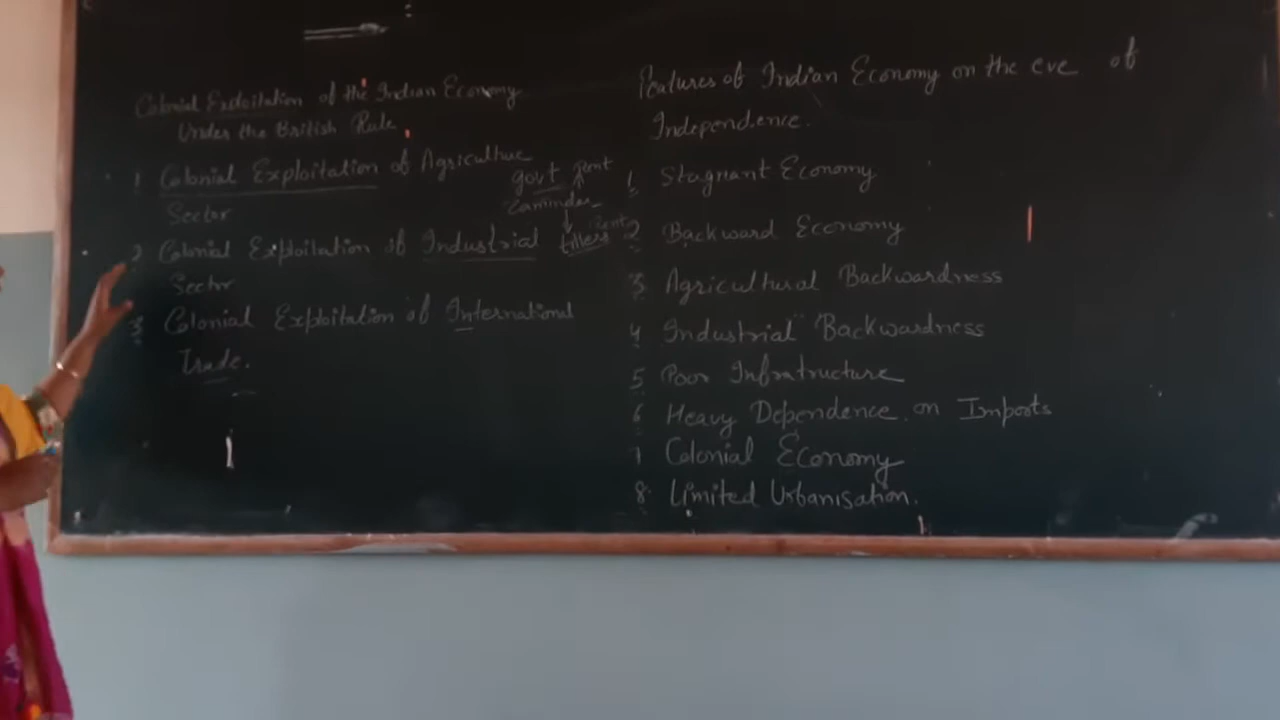 Colonial Exploitation of the Indian Economy
Under the British Rule
1 Colonial Exploitation of Agriculture
Sector
govt rent
zaminder
tillers rent
2 Colonial Exploitation of Industrial
Sector
3 Colonial Exploitation of International
Trade.
Features of Indian Economy on the eve of
Independence.
1 Stagnant Economy
2 Backward Economy
3 Agricultural Backwardness
4 Industrial Backwardness
5 Poor Infratructure
6 Heavy Dependence on Imports
7 Colonial Economy
8. Limited Urbanisation.